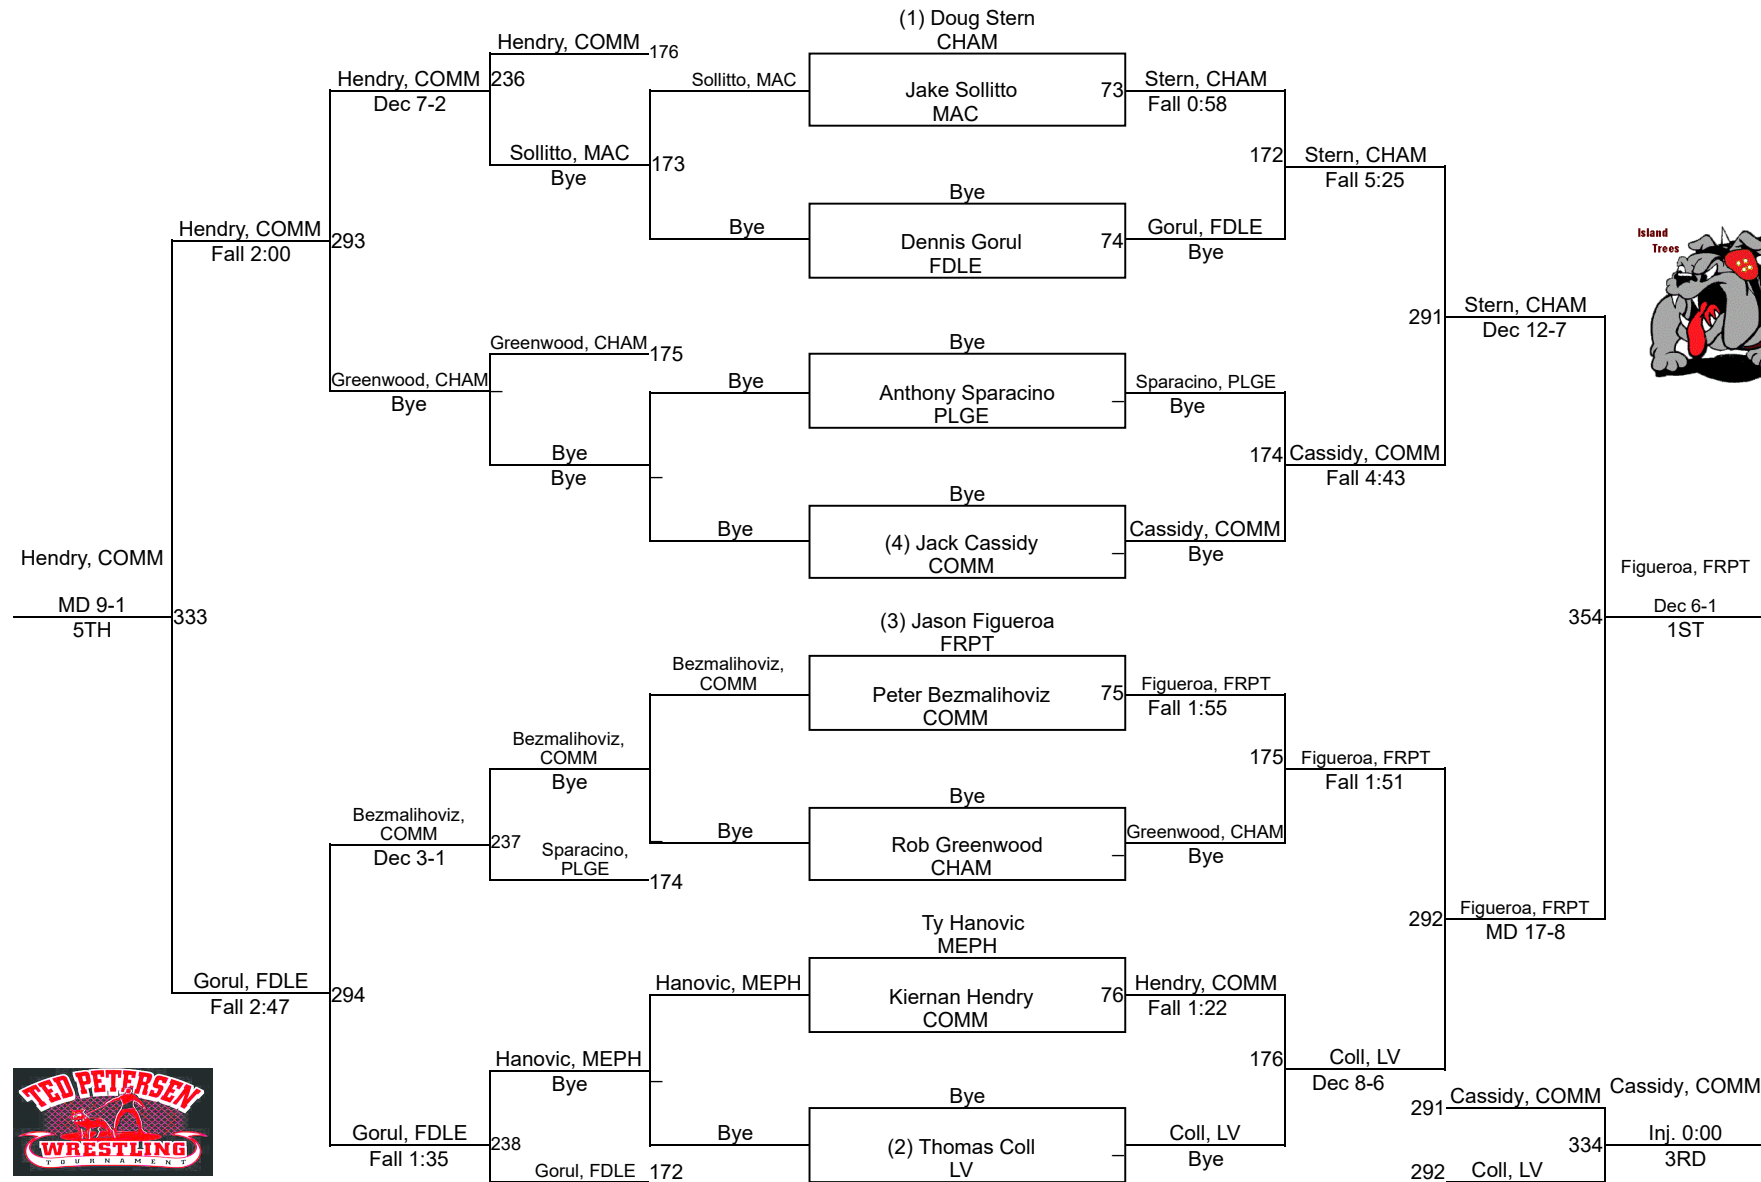 (1) Doug Stern
CHAM
Jake Sollitto
MAC
73
Stern, CHAM
Fall 0:58
Bye
Dennis Gorul
FDLE
74
Gorul, FDLE
Bye
172
Stern, CHAM
Fall 5:25
Bye
Anthony Sparacino
PLGE
Sparacino, PLGE
Bye
Bye
(4) Jack Cassidy
COMM
Cassidy, COMM
Bye
174
Cassidy, COMM
Fall 4:43
291
Stern, CHAM
Dec 12-7
(3) Jason Figueroa
FRPT
Peter Bezmalihoviz
COMM
75
Figueroa, FRPT
Fall 1:55
Bye
Rob Greenwood
CHAM
Greenwood, CHAM
Bye
175
Figueroa, FRPT
Fall 1:51
Ty Hanovic
MEPH
Kiernan Hendry
COMM
76
Hendry, COMM
Fall 1:22
Bye
(2) Thomas Coll
LV
Coll, LV
Bye
176
Coll, LV
Dec 8-6
292
Figueroa, FRPT
MD 17-8
354
Figueroa, FRPT
Dec 6-1
1ST
291
Cassidy, COMM
292
Coll, LV
334
Cassidy, COMM
Inj. 0:00
3RD
Sollitto, MAC
Bye
173
Sollitto, MAC
Bye
Hendry, COMM
176
236
Hendry, COMM
Dec 7-2
Bye
Bye
Bye
Bye
Greenwood, CHAM
175
Greenwood, CHAM
Bye
293
Hendry, COMM
Fall 2:00
Bezmalihoviz,
COMM
Bye
Bezmalihoviz,
COMM
Bye
Sparacino,
PLGE
174
237
Bezmalihoviz,
COMM
Dec 3-1
Hanovic, MEPH
Bye
Hanovic, MEPH
Bye
Gorul, FDLE
172
238
Gorul, FDLE
Fall 1:35
294
Gorul, FDLE
Fall 2:47
333
Hendry, COMM
MD 9-1
5TH
Island
Trees
TED PETERSEN
WRESTLING
TOURNAMENT